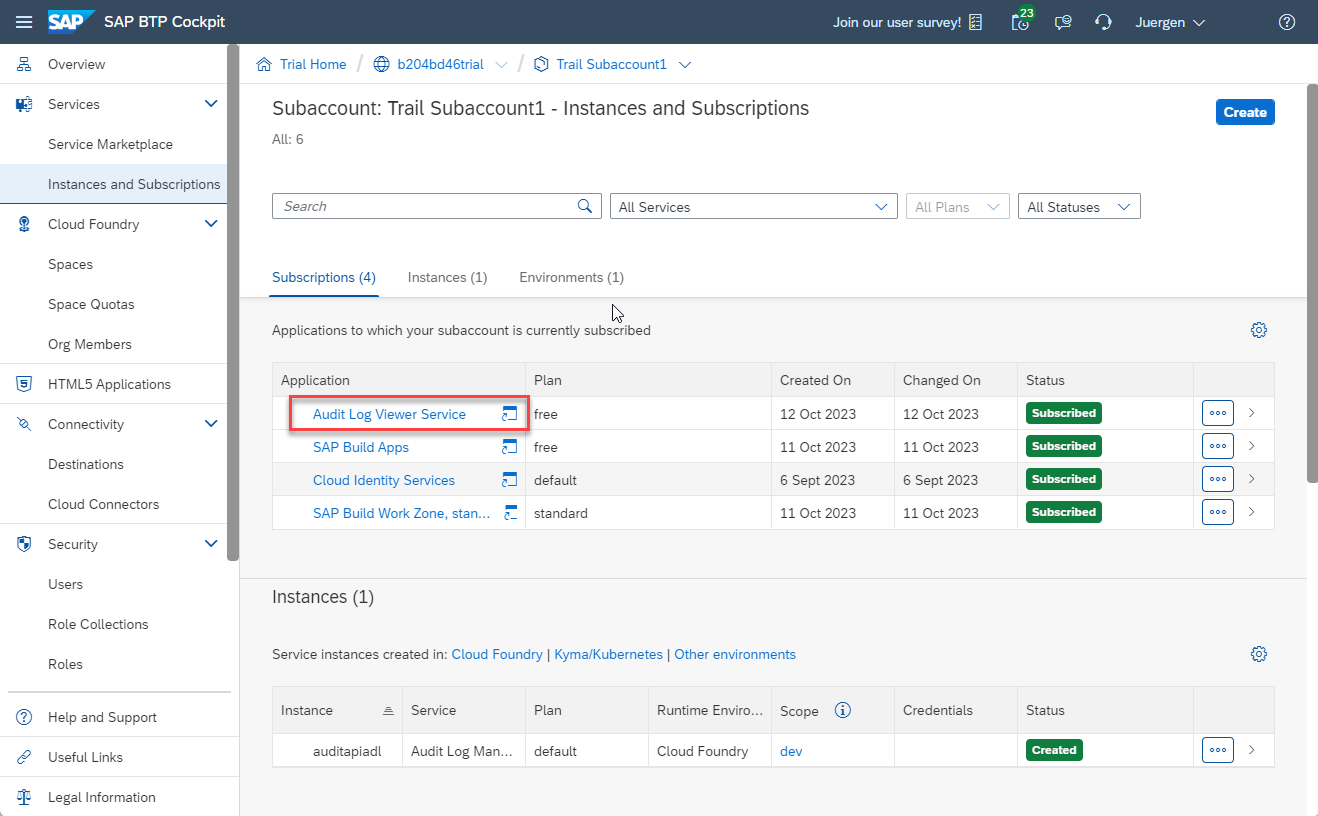 SAP SAP BTP Cockpit Join our user survey! 23 Juergen
Overview
Services
Service Marketplace
Instances and Subscriptions
Cloud Foundry
Spaces
Space Quotas
Org Members
HTML5 Applications
Connectivity
Destinations
Cloud Connectors
Security
Users
Role Collections
Roles
Help and Support
Useful Links
Legal Information
Trial Home / b204bd46trial / Trail Subaccount1
Subaccount: Trail Subaccount1 - Instances and Subscriptions
Create
All: 6
Search All Services All Plans All Statuses
Subscriptions (4) Instances (1) Environments (1)
Applications to which your subaccount is currently subscribed
Application Plan Created On Changed On Status
Audit Log Viewer Service free 12 Oct 2023 12 Oct 2023 Subscribed
SAP Build Apps free 11 Oct 2023 11 Oct 2023 Subscribed
Cloud Identity Services default 6 Sept 2023 6 Sept 2023 Subscribed
SAP Build Work Zone, stan... standard 11 Oct 2023 11 Oct 2023 Subscribed
Instances (1)
Service instances created in: Cloud Foundry | Kyma/Kubernetes | Other environments
Instance Service Plan Runtime Enviro... Scope Credentials Status
auditapiadl Audit Log Man... default Cloud Foundry dev Created